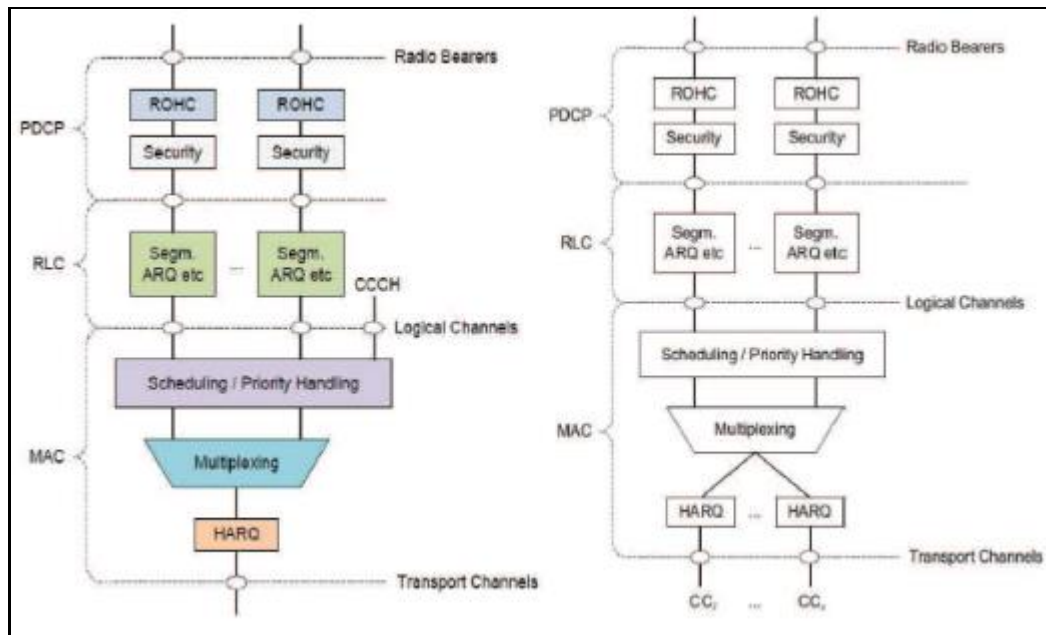 Radio Bearers
ROHC
ROHC
PDCP
Security
Security
Segm.
ARQ etc
...
Segm.
ARQ etc
RLC
CCCH
Logical Channels
Scheduling / Priority Handling
MAC
Multiplexing
HARQ
Transport Channels
Radio Bearers
ROHC
ROHC
PDCP
Security
Security
Segm.
ARQ etc
...
Segm.
ARQ etc
RLC
Logical Channels
Scheduling / Priority Handling
Multiplexing
MAC
HARQ
...
HARQ
Transport Channels
CC
...
CC